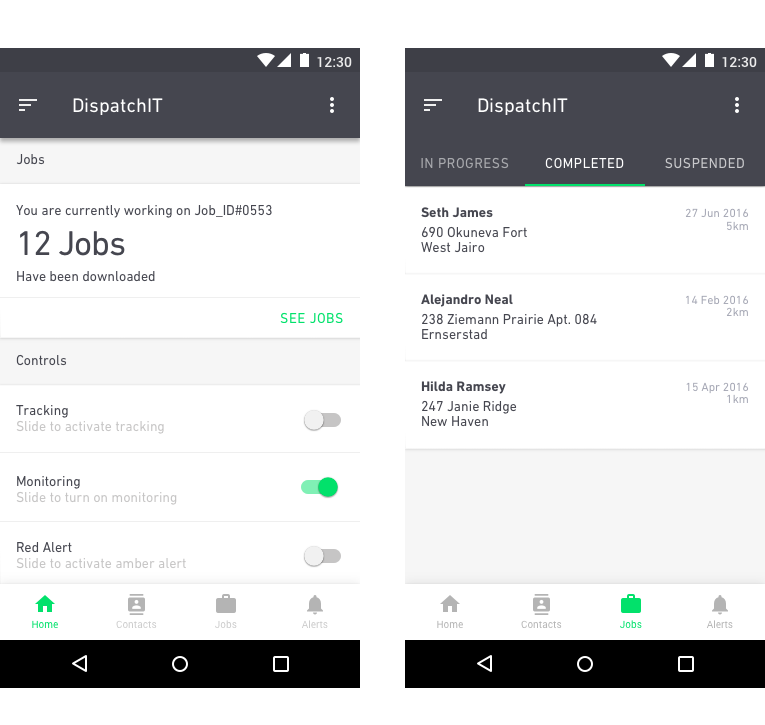 12:30
DispatchIT
Jobs
You are currently working on Job_ID#0553
12 Jobs
Have been downloaded
SEE JOBS
Controls
Tracking
Slide to activate tracking
Monitoring
Slide to turn on monitoring
Red Alert
Slide to activate amber alert
Home Contacts Jobs Alerts
12:30
DispatchIT
IN PROGRESS COMPLETED SUSPENDED
Seth James 27 Jun 2016
690 Okuneva Fort 5km
West Jairo
Alejandro Neal 14 Feb 2016
238 Ziemann Prairie Apt. 084 2km
Ernserstad
Hilda Ramsey 15 Apr 2016
247 Janie Ridge 1km
New Haven
Home Contacts Jobs Alerts